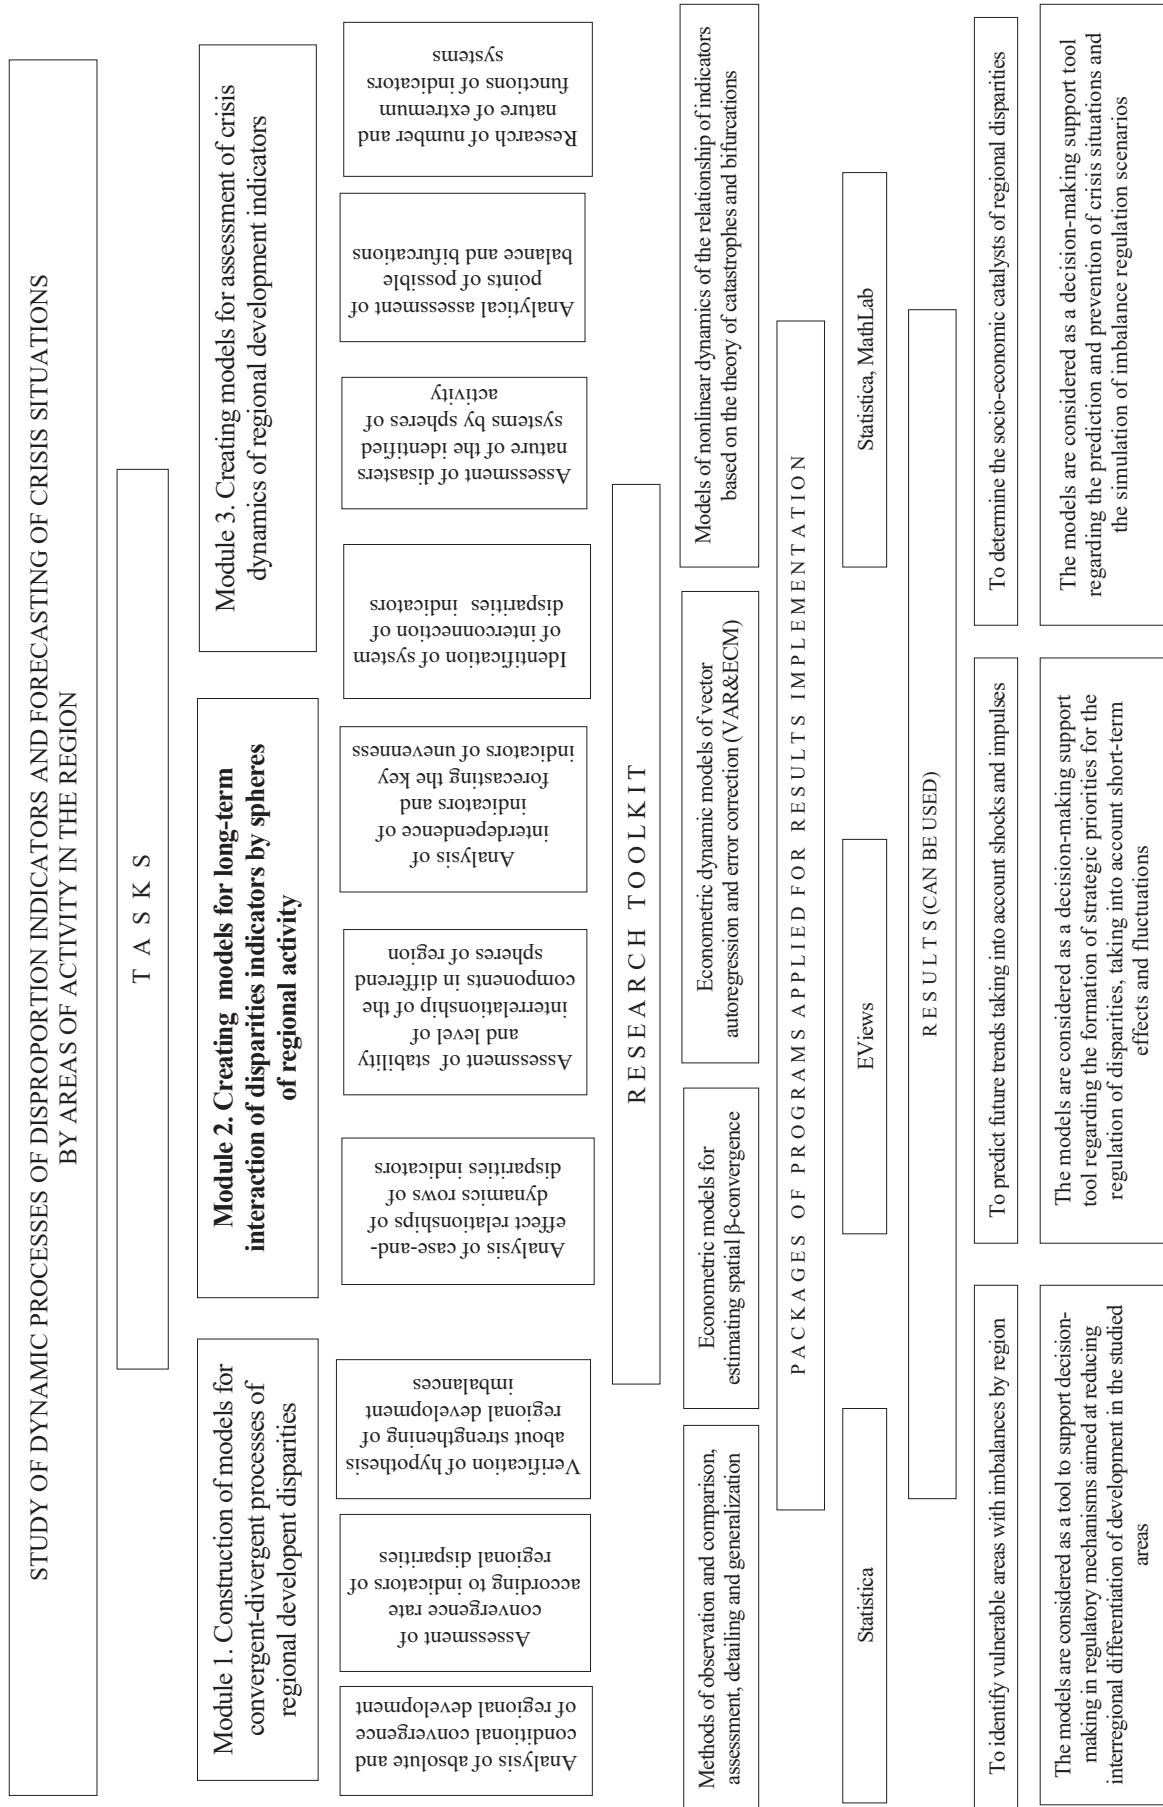 STUDY OF DYNAMIC PROCESSES OF DISPROPORTION INDICATORS AND FORECASTING OF CRISIS SITUATIONS
BY AREAS OF ACTIVITY IN THE REGION
T A S K S
Module 1. Construction of models for
convergent-divergent processes of
regional developent disparities
Module 2. Creating models for long-term
interaction of disparities indicators by spheres
of regional activity
Module 3. Creating models for assessment of crisis
dynamics of regional development indicators
Analysis of absolute and
conditional convergence
of regional development
Assessment of
convergence rate
according to indicators of
regional disparities
Verification of hypothesis
about strengthening of
regional development
imbalances
Analysis of case-and-
effect relationships of
dynamics rows of
disparities indicators
Assessment of stability
and level of
interrelationship of the
components in differend
spheres of region
Analysis of
interdependence of
indicators and
forecasting the key
indicators of unevenness
Identification of system
of interconnection of
disparities indicators
Assessment of disasters
nature of the identified
systems by spheres of
activity
Analytical assessment of
points of possible
balance and bifurcations
Research of number and
nature of extremum
functions of indicators
systems
RESEARCH TOOLKIT
Methods of observation and comparison,
assessment, detailing and generalization
Econometric models for
estimating spatial β-convergence
Econometric dynamic models of vector
autoregression and error correction (VAR&ECM)
Models of nonlinear dynamics of the relationship of indicators
based on the theory of catastrophes and bifurcations
PACKAGES OF PROGRAMS APPLIED FOR RESULTS IMPLEMENTATION
Statistica
EViews
Statistica, MathLab
RESULTS (CAN BE USED)
To identify vulnerable areas with imbalances by region
To predict future trends taking into account shocks and impulses
To determine the socio-economic catalysts of regional disparities
The models are considered as a tool to support decision-
making in regulatory mechanisms aimed at reducing
interregional differentiation of development in the studied
areas
The models are considered as a decision-making support
tool regarding the formation of strategic priorities for the
regulation of disparities, taking into account short-term
effects and fluctuations
The models are considered as a decision-making support tool
regarding the prediction and prevention of crisis situations and
the simulation of imbalance regulation scenarios